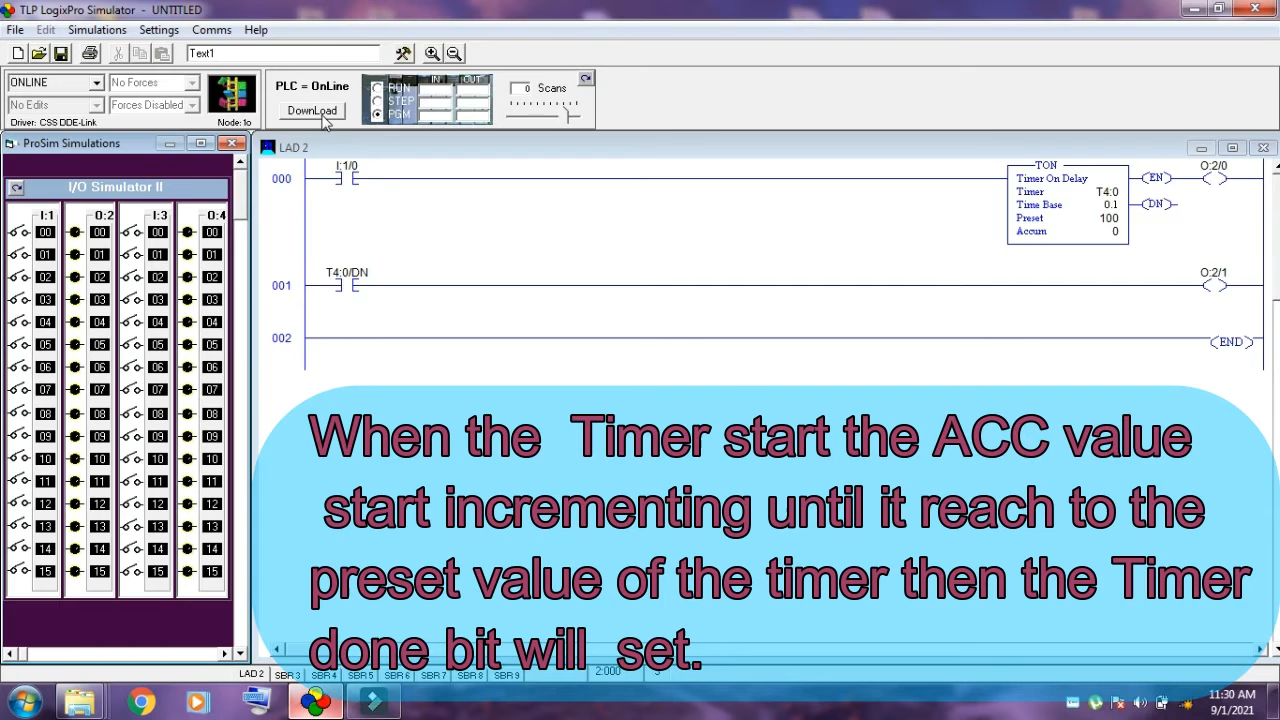 TLP LogixPro Simulator - UNTITLED
File Edit Simulations Settings Comms Help
Text1
ONLINE No Forces
No Edits Forces Disabled
Driver: CSS DDE-Link Node:1o
PLC = OnLine
DownLoad
RUN IN OUT
STEP
PGM
0 Scans
ProSim Simulations
I/O Simulator II
I:1 O:2 I:3 O:4
00 00 00 00
01 01 01 01
02 02 02 02
03 03 03 03
04 04 04 04
05 05 05 05
06 06 06 06
07 07 07 07
08 08 08 08
09 09 09 09
10 10 10 10
11 11 11 11
12 12 12 12
13 13 13 13
14 14 14 14
15 15 15 15
LAD 2
000 I:1/0
TON
Timer On Delay
Timer T4:0
Time Base 0.1
Preset 100
Accum 0
EN
DN
O:2/0
001 T4:0/DN O:2/1
002 END
When the Timer start the ACC value
start incrementing until it reach to the
preset value of the timer then the Timer
done bit will set.
LAD 2 SBR 3 SBR 4 SBR 5 SBR 6 SBR 7 SBR 8 SBR 9 2:000
11:30 AM
9/1/2021